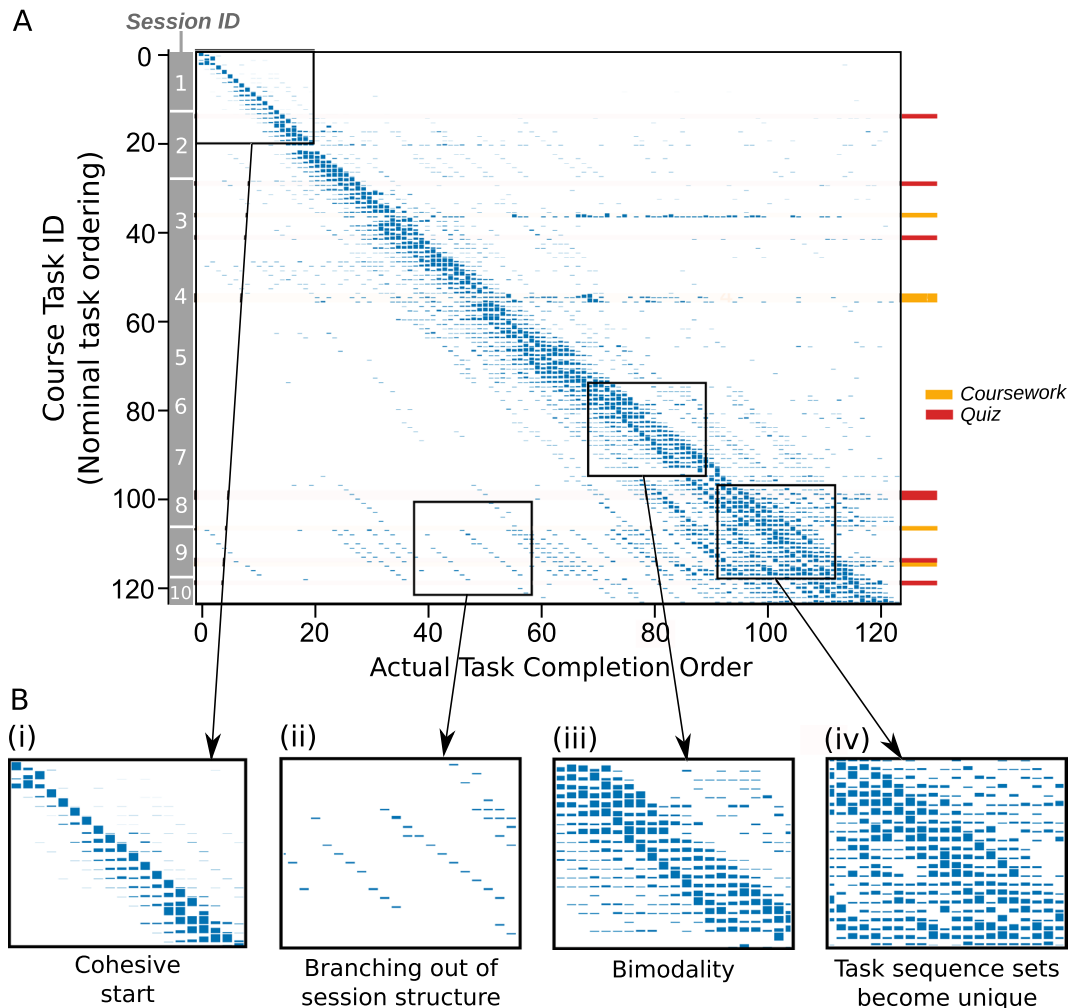 A
Session ID
0
20
40
60
80
100
120
1
2
3
4
5
6
7
8
9
10
Course Task ID
(Nominal task ordering)
Coursework
Quiz
0 20 40 60 80 100 120
Actual Task Completion Order
B
(i) (ii) (iii) (iv)
Cohesive
start
Branching out of
session structure
Bimodality
Task sequence sets
become unique